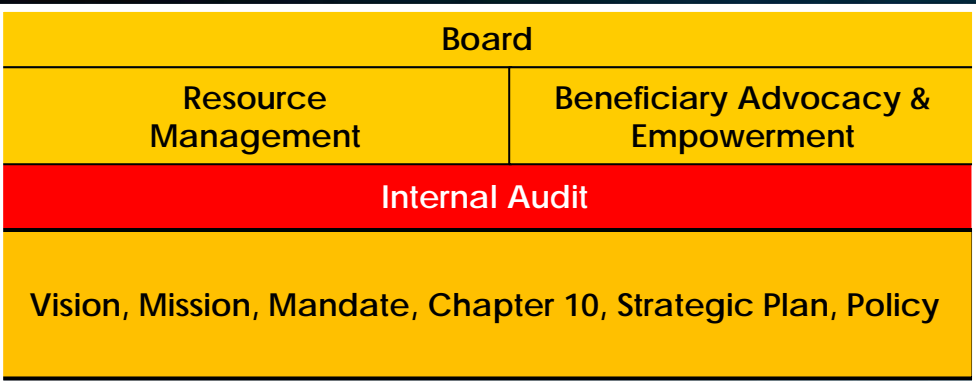 Board
Resource
Management
Beneficiary Advocacy &
Empowerment
Internal Audit
Vision, Mission, Mandate, Chapter 10, Strategic Plan, Policy